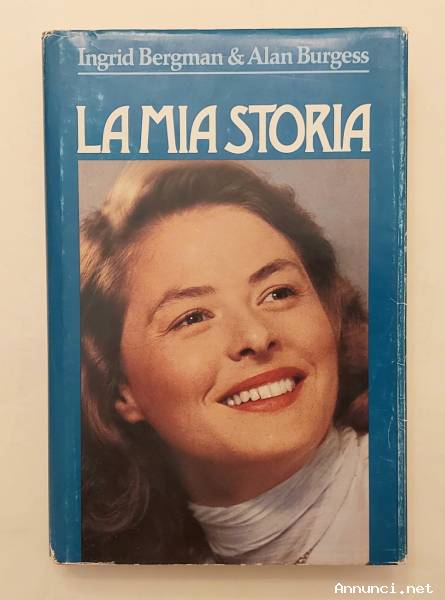 Ingrid Bergman & Alan Burgess
LA MIA STORIA
Annunci.net